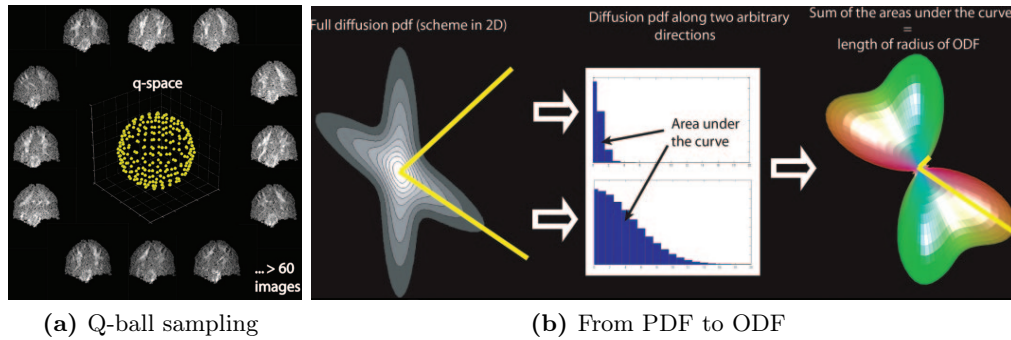 q-space
... > 60
images
Full diffusion pdf (scheme in 2D)
Diffusion pdf along two arbitrary
directions
Area under
the curve
Sum of the areas under the curve
=
length of radius of ODF
(a) Q-ball sampling
(b) From PDF to ODF